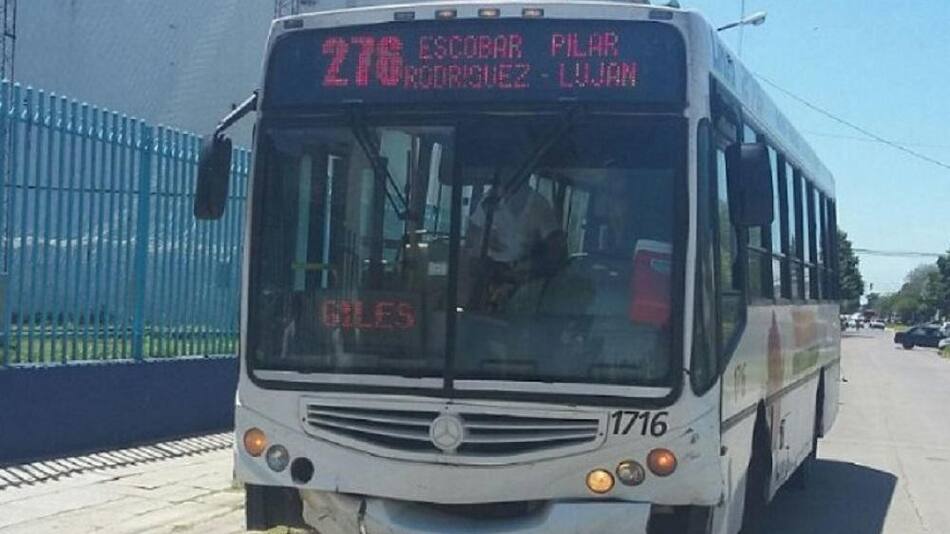 276 ESCOBAR PILAR
RODRIGUEZ - LUJAN
GILES
1716